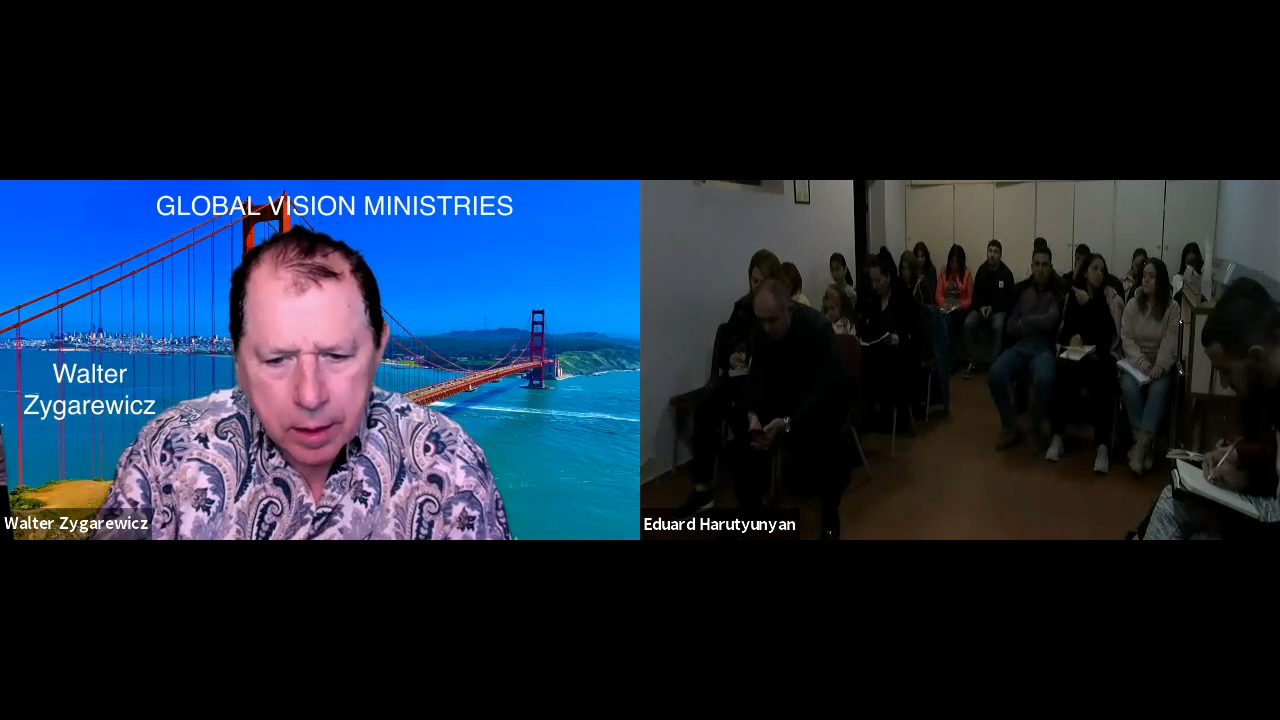 GLOBAL VISION MINISTRIES
Walter
Zygarewicz
Walter Zygarewicz
Eduard Harutyunyan